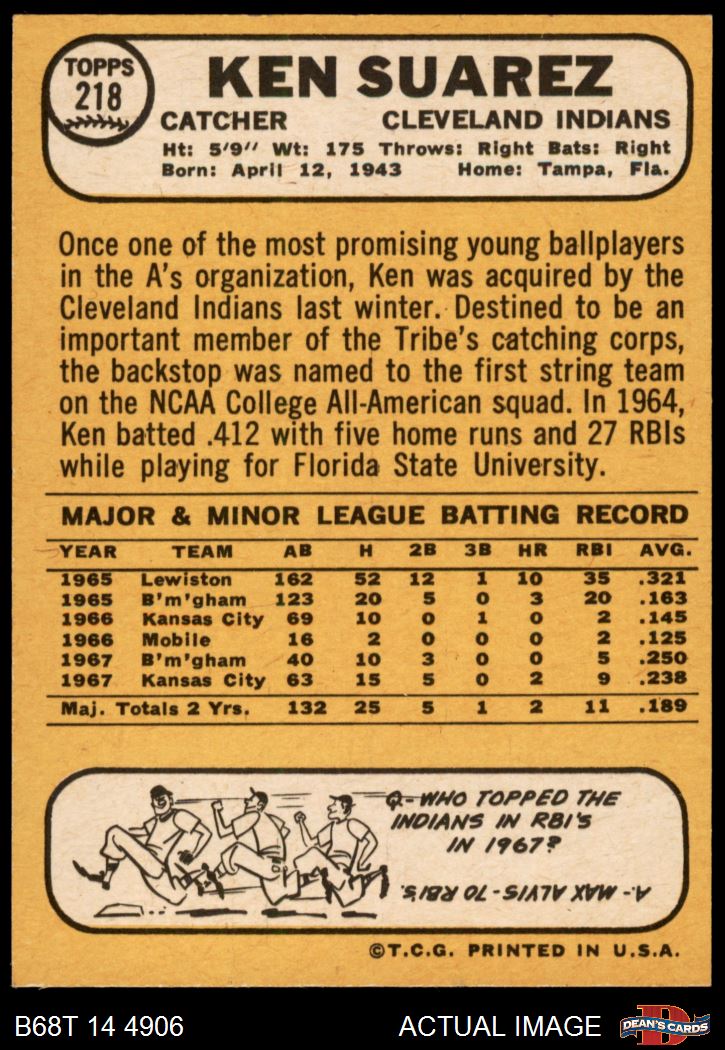 TOPPS
218
KEN SUAREZ
CATCHER CLEVELAND INDIANS
Ht: 5'9" Wt: 175 Throws: Right Bats: Right
Born: April 12, 1943 Home: Tampa, Fla.
Once one of the most promising young ballplayers
in the A's organization, Ken was acquired by the
Cleveland Indians last winter. Destined to be an
important member of the Tribe's catching corps,
the backstop was named to the first string team
on the NCAA College All-American squad. In 1964,
Ken batted .412 with five home runs and 27 RBIs
while playing for Florida State University.
MAJOR & MINOR LEAGUE BATTING RECORD
YEAR TEAM AB H 2B 3B HR RBI AVG.
1965 Lewiston 162 52 12 1 10 35 .321
1965 B'm'gham 123 20 5 0 3 20 .163
1966 Kansas City 69 10 0 1 0 2 .145
1966 Mobile 16 2 0 0 0 2 .125
1967 B'm'gham 40 10 3 0 0 5 .250
1967 Kansas City 63 15 5 0 2 9 .238
Maj. Totals 2 Yrs. 132 25 5 1 2 11 .189
Q-WHO TOPPED THE
INDIANS IN RBI'S
IN 1967?
A- MAX ALVIS-70 RBI'S.
©T.C.G. PRINTED IN U.S.A.
B68T 14 4906 ACTUAL IMAGE DEAN'S CARDS